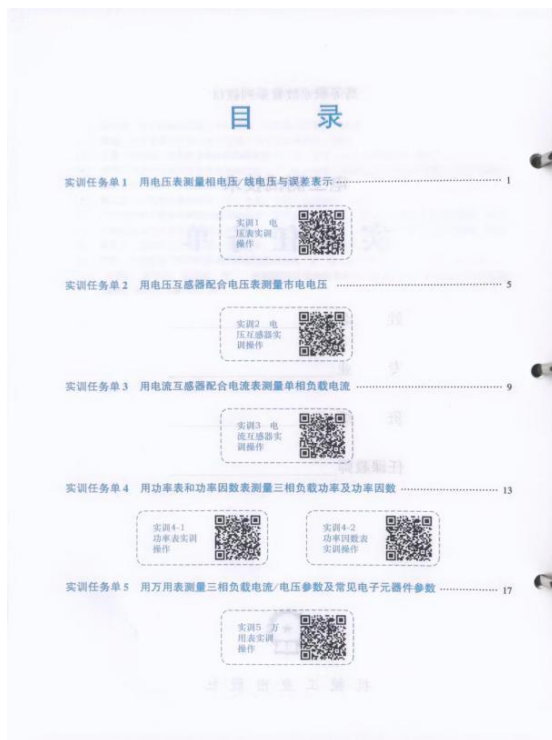 目 录
实训任务单1 用电压表测量相电压/线电压与误差表示 …… 1
实训1 电
压表实训
操作
实训任务单2 用电压互感器配合电压表测量市电电压 …… 5
实训2 电
压互感器实
训操作
实训任务单3 用电流互感器配合电流表测量单相负载电流 …… 9
实训3 电
流互感器实
训操作
实训任务单4 用功率表和功率因数表测量三相负载功率及功率因数 …… 13
实训4-1
功率表实训
操作
实训4-2
功率因数表
实训操作
实训任务单5 用万用表测量三相负载电流/电压参数及常见电子元器件参数 …… 17
实训5 万
用表实训
操作